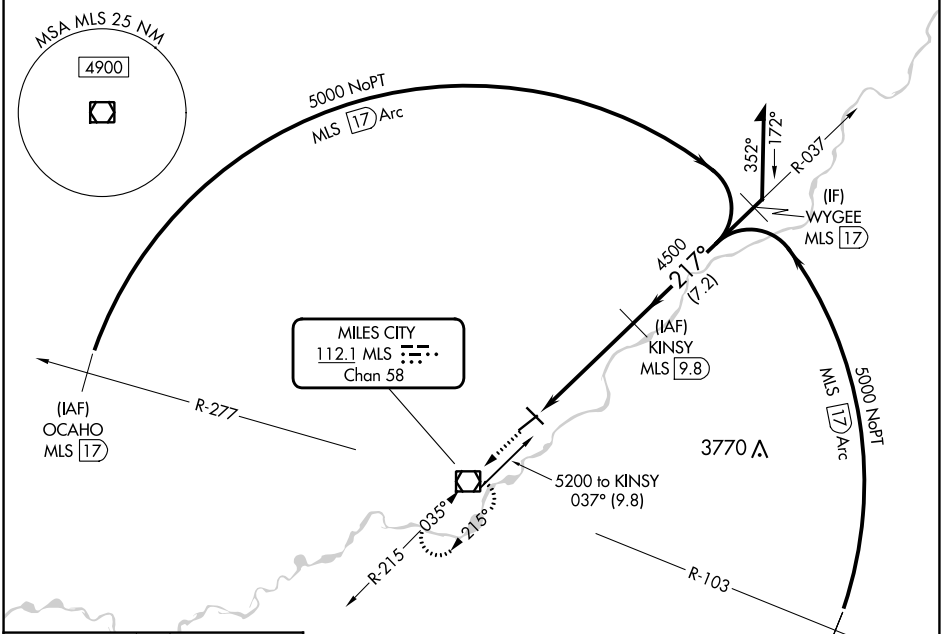 MSA MLS 25 NM
4900
5000 NoPT
MLS 17 Arc
352°
172°
R-037
(IF)
WYGEE
MLS 17
4500
217°
(7.2)
(IAF)
KINSY
MLS 9.8
MILES CITY
112.1 MLS
Chan 58
(IAF)
OCAHO
MLS 17
R-277
5000 NoPT
MLS 17 Arc
3770
5200 to KINSY
037° (9.8)
035°
215°
R-215
R-103